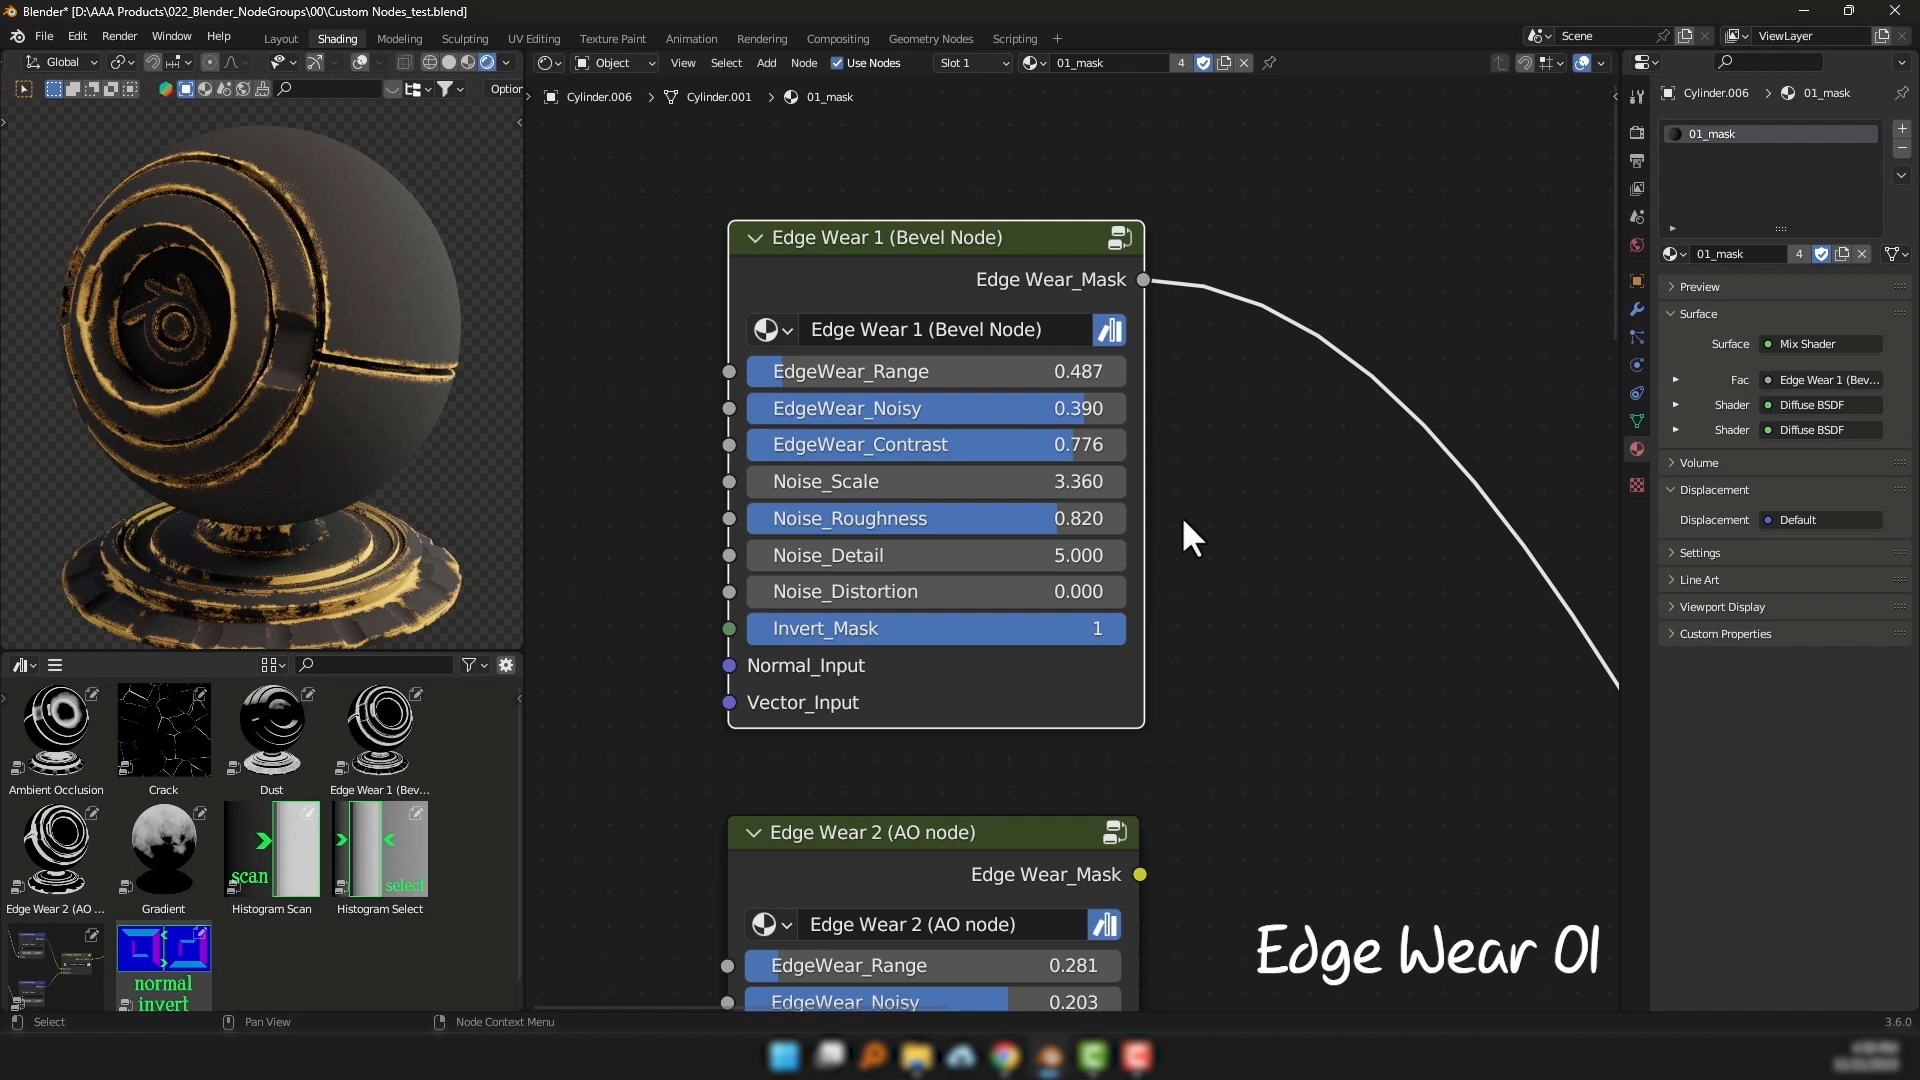 Blender* [D:\AAA Products\022_Blender_NodeGroups\00\Custom Nodes_test.blend]
File Edit Render Window Help
Layout Shading Modeling Sculpting UV Editing Texture Paint Animation Rendering Compositing Geometry Nodes Scripting +
Scene
ViewLayer
Global
Object View Select Add Node Use Nodes Slot 1 01_mask 4
Option
Cylinder.006 > Cylinder.001 > 01_mask
Cylinder.006 > 01_mask
01_mask
01_mask 4
Preview
Surface
Surface Mix Shader
Fac Edge Wear 1 (Bev...
Shader Diffuse BSDF
Shader Diffuse BSDF
Volume
Displacement
Displacement Default
Settings
Line Art
Viewport Display
Custom Properties
Edge Wear 1 (Bevel Node)
Edge Wear_Mask
Edge Wear 1 (Bevel Node)
EdgeWear_Range 0.487
EdgeWear_Noisy 0.390
EdgeWear_Contrast 0.776
Noise_Scale 3.360
Noise_Roughness 0.820
Noise_Detail 5.000
Noise_Distortion 0.000
Invert_Mask 1
Normal_Input
Vector_Input
Edge Wear 2 (AO node)
Edge Wear_Mask
Edge Wear 2 (AO node)
EdgeWear_Range 0.281
EdgeWear_Noisy 0.203
Edge Wear 01
Ambient Occlusion
Crack
Dust
Edge Wear 1 (Bev...
scan
select
Edge Wear 2 (AO ...
Gradient
Histogram Scan
Histogram Select
normal
invert
Select
Pan View
Node Context Menu
3.6.0